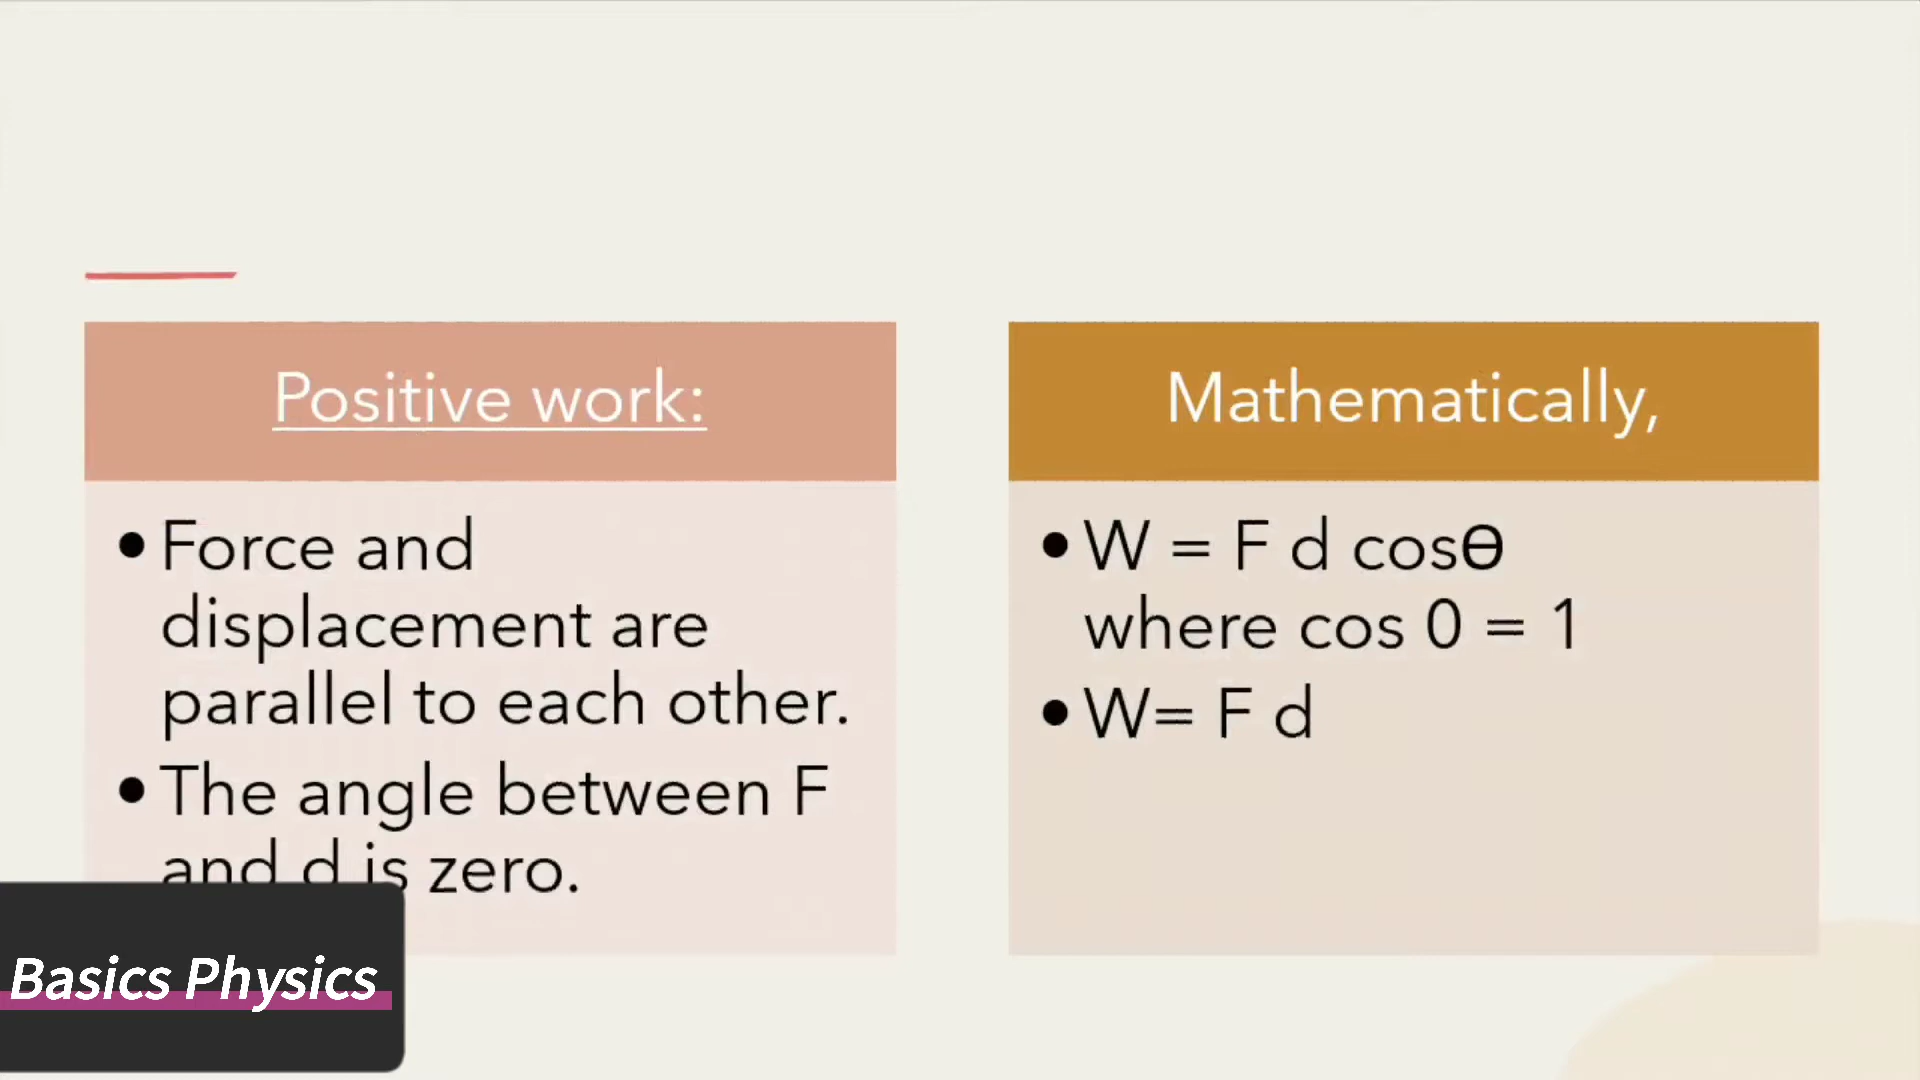 Positive work:
Force and
displacement are
parallel to each other.
The angle between F
and d is zero.
Mathematically,
W = F d cosɵ
where cos 0 = 1
W= F d
Basics Physics